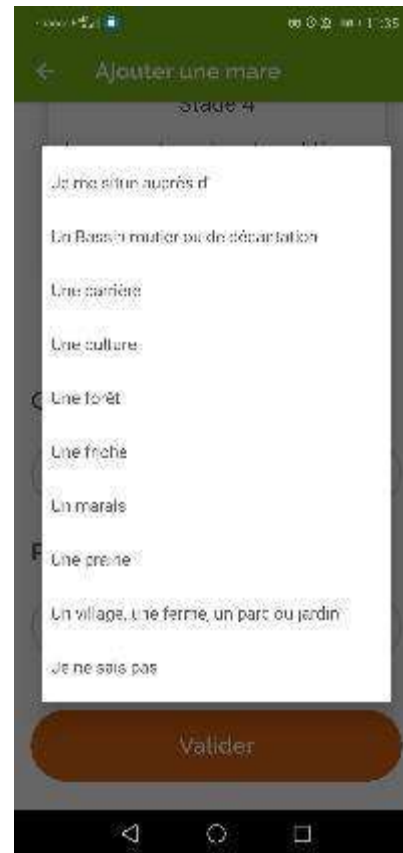 11:35
Ajouter une mare
Stade 4
Je me situe auprès d'
Un Bassin routier ou de décantation
Une carrière
Une culture
Une forêt
Une friche
Un marais
Une prairie
Un village, une ferme, un parc ou jardin
Je ne sais pas
Valider